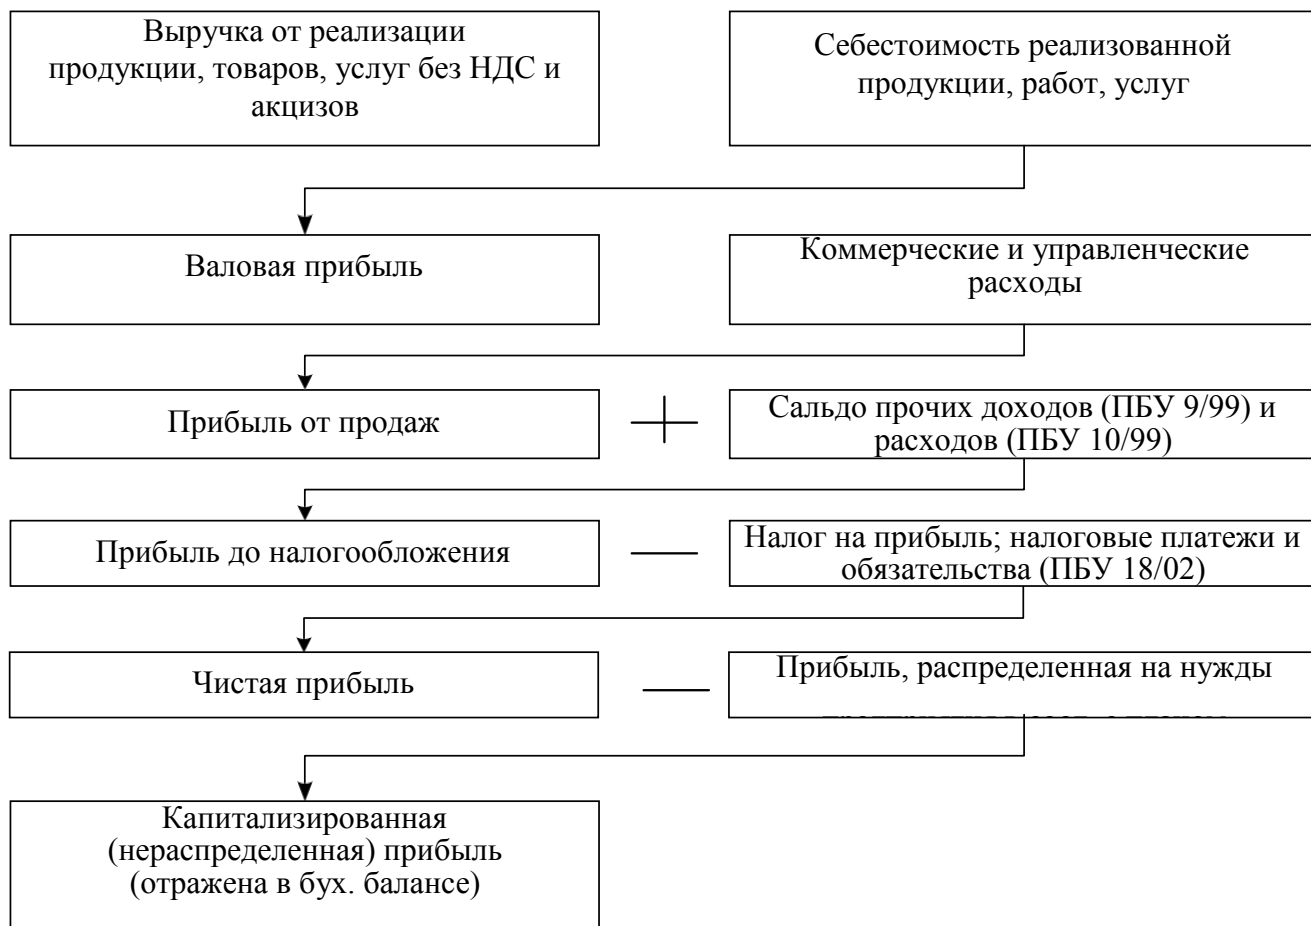 Выручка от реализации
продукции, товаров, услуг без НДС и
акцизов
Себестоимость реализованной
продукции, работ, услуг
Валовая прибыль
Коммерческие и управленческие
расходы
Прибыль от продаж
Сальдо прочих доходов (ПБУ 9/99) и
расходов (ПБУ 10/99)
Прибыль до налогообложения
Налог на прибыль; налоговые платежи и
обязательства (ПБУ 18/02)
Чистая прибыль
Прибыль, распределенная на нужды
Капитализированная
(нераспределенная) прибыль
(отражена в бух. балансе)